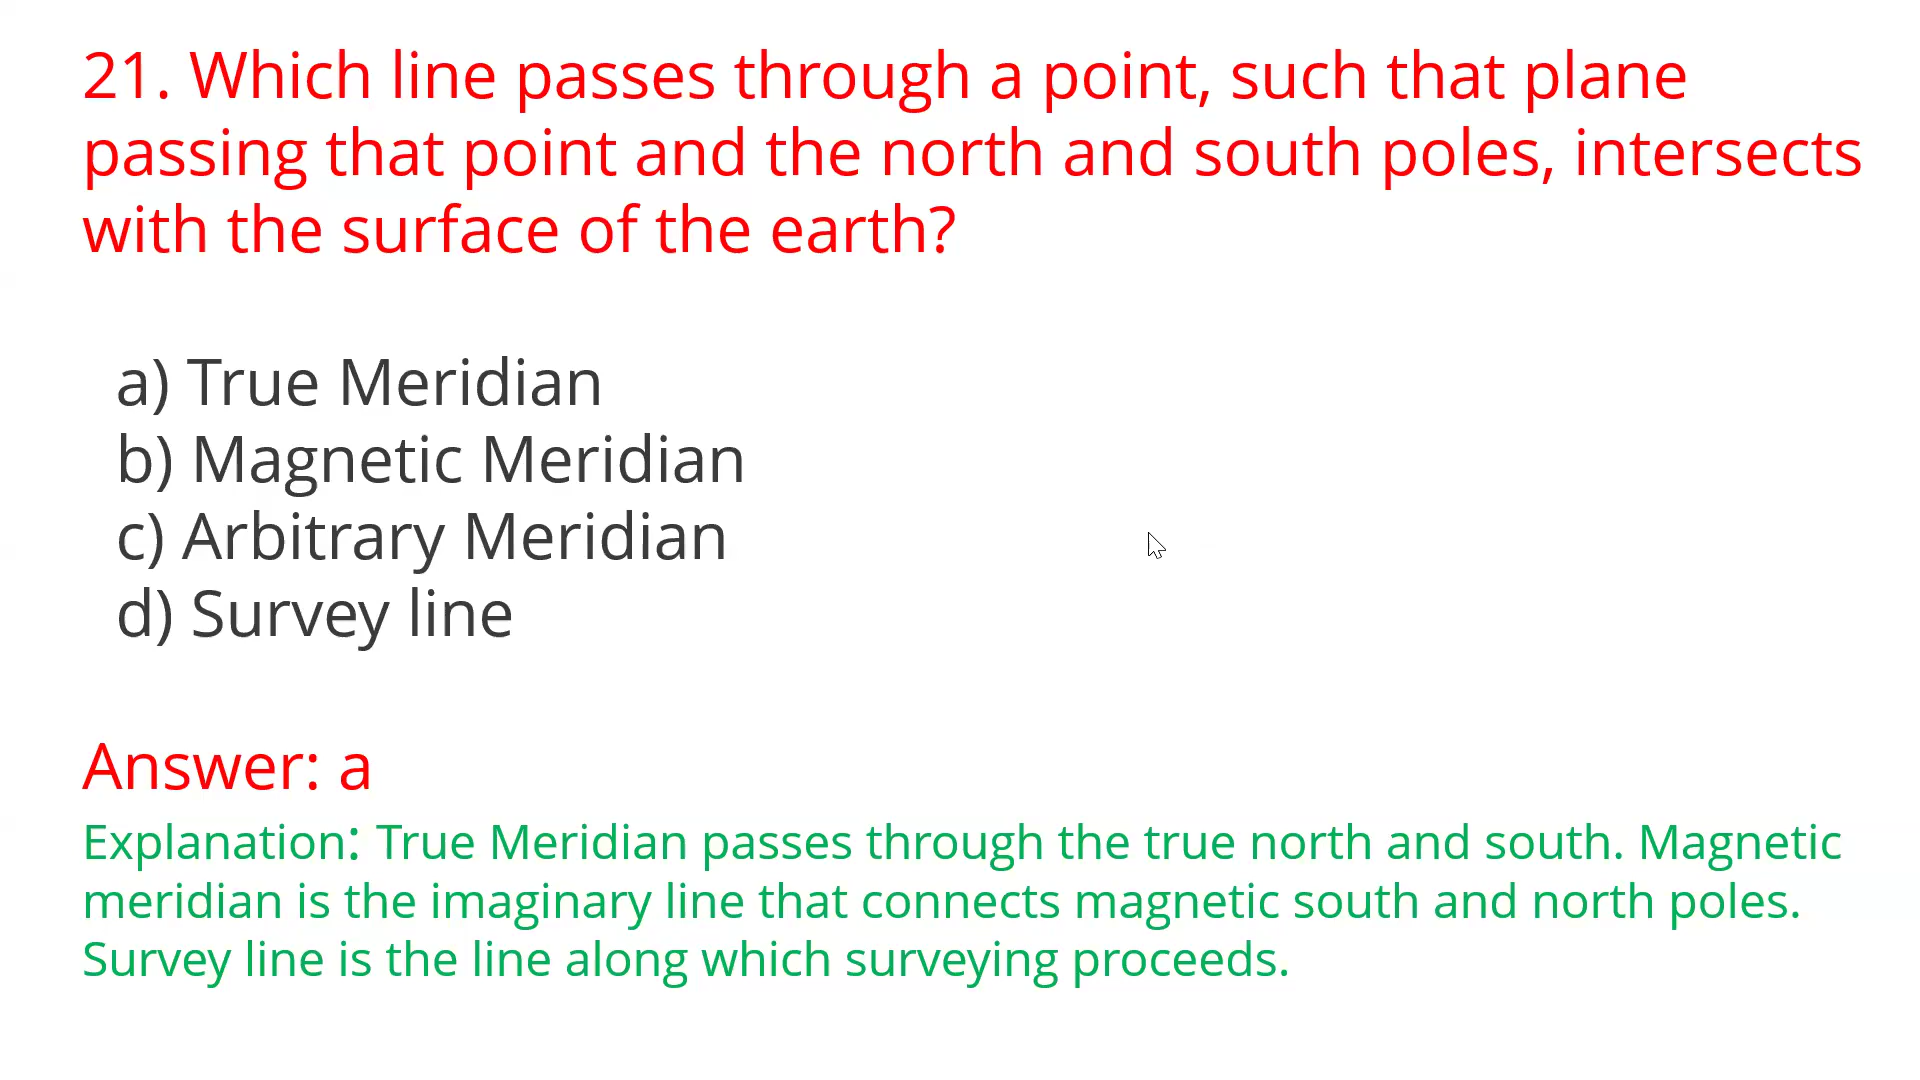 21. Which line passes through a point, such that plane
passing that point and the north and south poles, intersects
with the surface of the earth?
a) True Meridian
b) Magnetic Meridian
c) Arbitrary Meridian
d) Survey line
Answer: a
Explanation: True Meridian passes through the true north and south. Magnetic
meridian is the imaginary line that connects magnetic south and north poles.
Survey line is the line along which surveying proceeds.